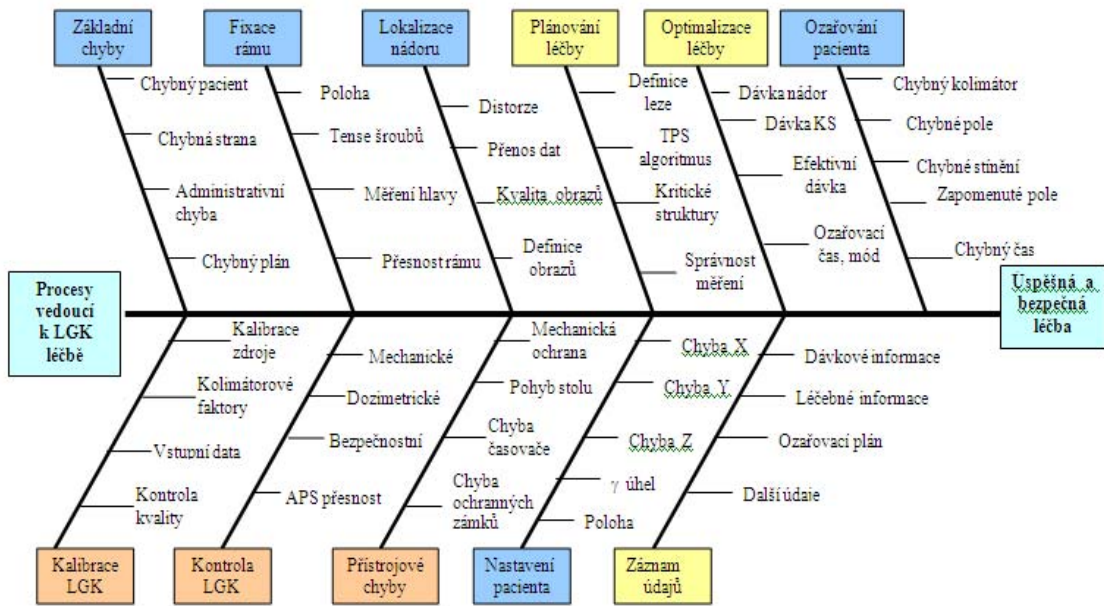 Základní
chyby
Fixace
rámu
Lokalizace
nádoru
Plánování
léčby
Optimalizace
léčby
Ozařování
pacienta
Chybný pacient
Chybná strana
Administrativní
chyba
Chybný plán
Poloha
Tense šroubů
Měření hlavy
Přesnost rámu
Distorze
Přenos dat
Kvalita obrazů
Definice
obrazů
Definice
leze
TPS
algoritmus
Kritické
struktury
Správnost
měření
Dávka nádor
Dávka KS
Efektivní
dávka
Ozařovací
čas, mód
Chybný kolimátor
Chybné pole
Chybné stínění
Zapomenuté pole
Chybný čas
Procesy
vedoucí
k LGK
léčbě
Úspěšná a
bezpečná
léčba
Kalibrace
zdroje
Kolimátorové
faktory
Vstupní data
Kontrola
kvality
Mechanické
Dozimetrické
Bezpečnostní
APS přesnost
Mechanická
ochrana
Pohyb stolu
Chyba
časovače
Chyba
ochranných
zámků
Chyba X
Chyba Y
Chyba Z
γ úhel
Poloha
Dávkové informace
Léčebné informace
Ozařovací plán
Další údaje
Kalibrace
LGK
Kontrola
LGK
Přístrojové
chyby
Nastavení
pacienta
Záznam
údajů